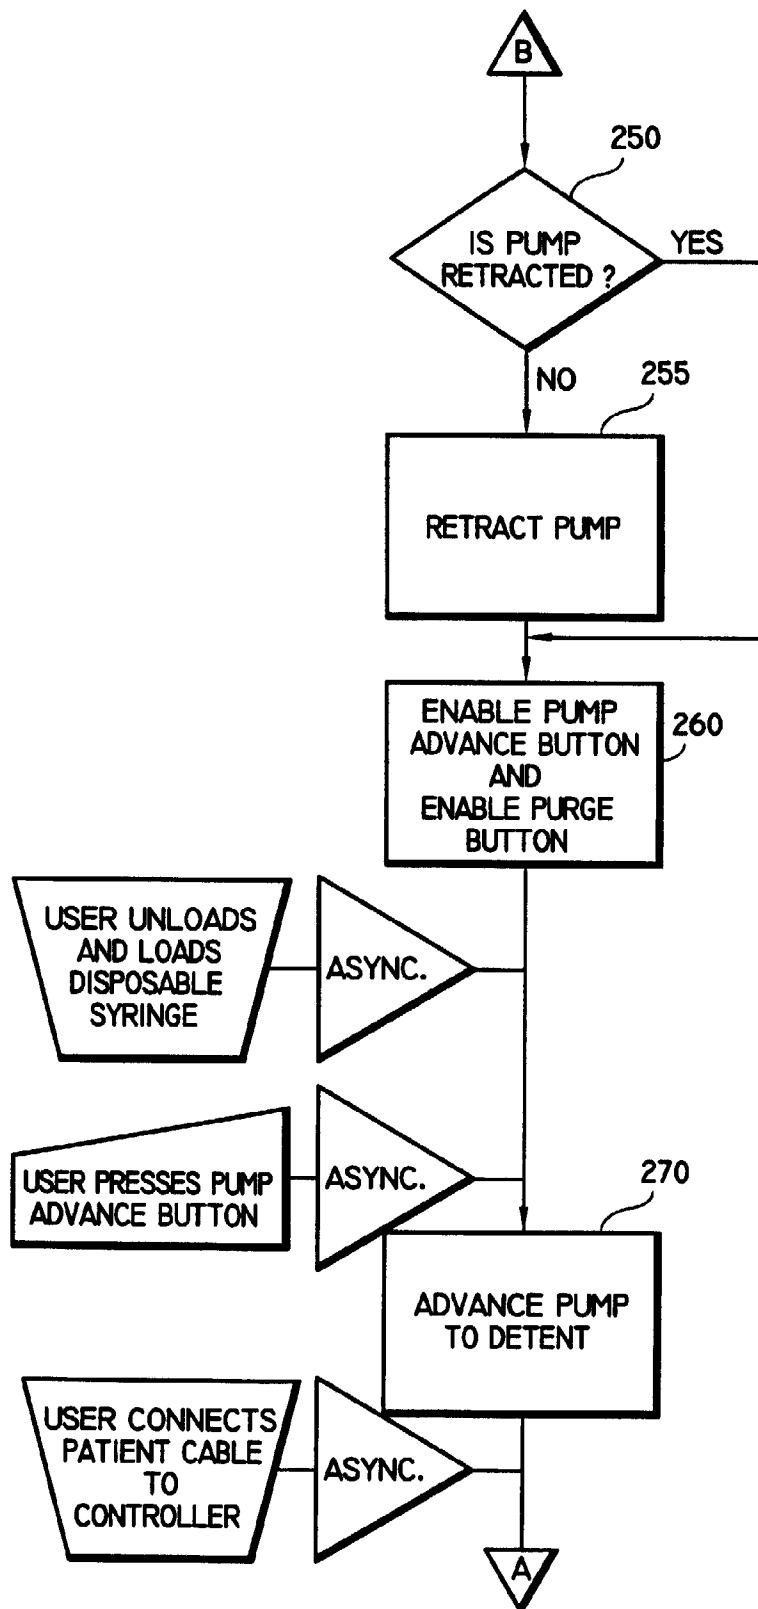 B
250
IS PUMP
RETRACTED ?
YES
NO
255
RETRACT PUMP
ENABLE PUMP
ADVANCE BUTTON
AND
ENABLE PURGE
BUTTON
260
USER UNLOADS
AND LOADS
DISPOSABLE
SYRINGE
ASYNC.
USER PRESSES PUMP
ADVANCE BUTTON
ASYNC.
270
ADVANCE PUMP
TO DETENT
USER CONNECTS
PATIENT CABLE
TO
CONTROLLER
ASYNC.
A